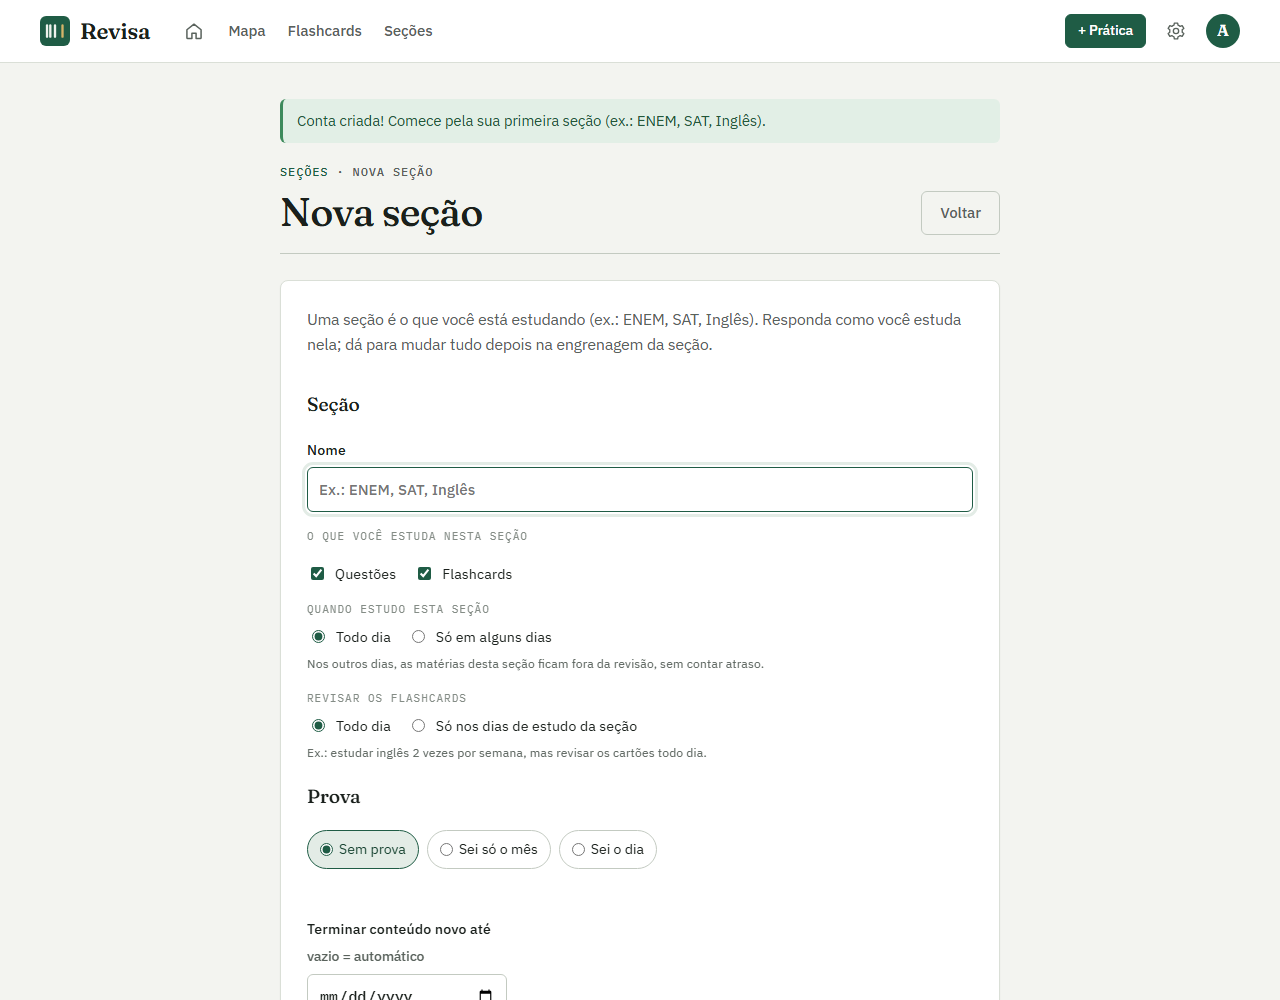 Revisa
Mapa
Flashcards
Seções
+ Prática
A
Conta criada! Comece pela sua primeira seção (ex.: ENEM, SAT, Inglês).
SEÇÕES · NOVA SEÇÃO
Nova seção
Voltar
Uma seção é o que você está estudando (ex.: ENEM, SAT, Inglês). Responda como você estuda
nela; dá para mudar tudo depois na engrenagem da seção.
Seção
Nome
Ex.: ENEM, SAT, Inglês
O QUE VOCÊ ESTUDA NESTA SEÇÃO
Questões
Flashcards
QUANDO ESTUDO ESTA SEÇÃO
Todo dia
Só em alguns dias
Nos outros dias, as matérias desta seção ficam fora da revisão, sem contar atraso.
REVISAR OS FLASHCARDS
Todo dia
Só nos dias de estudo da seção
Ex.: estudar inglês 2 vezes por semana, mas revisar os cartões todo dia.
Prova
Sem prova
Sei só o mês
Sei o dia
Terminar conteúdo novo até
vazio = automático
mm/dd/yyyy